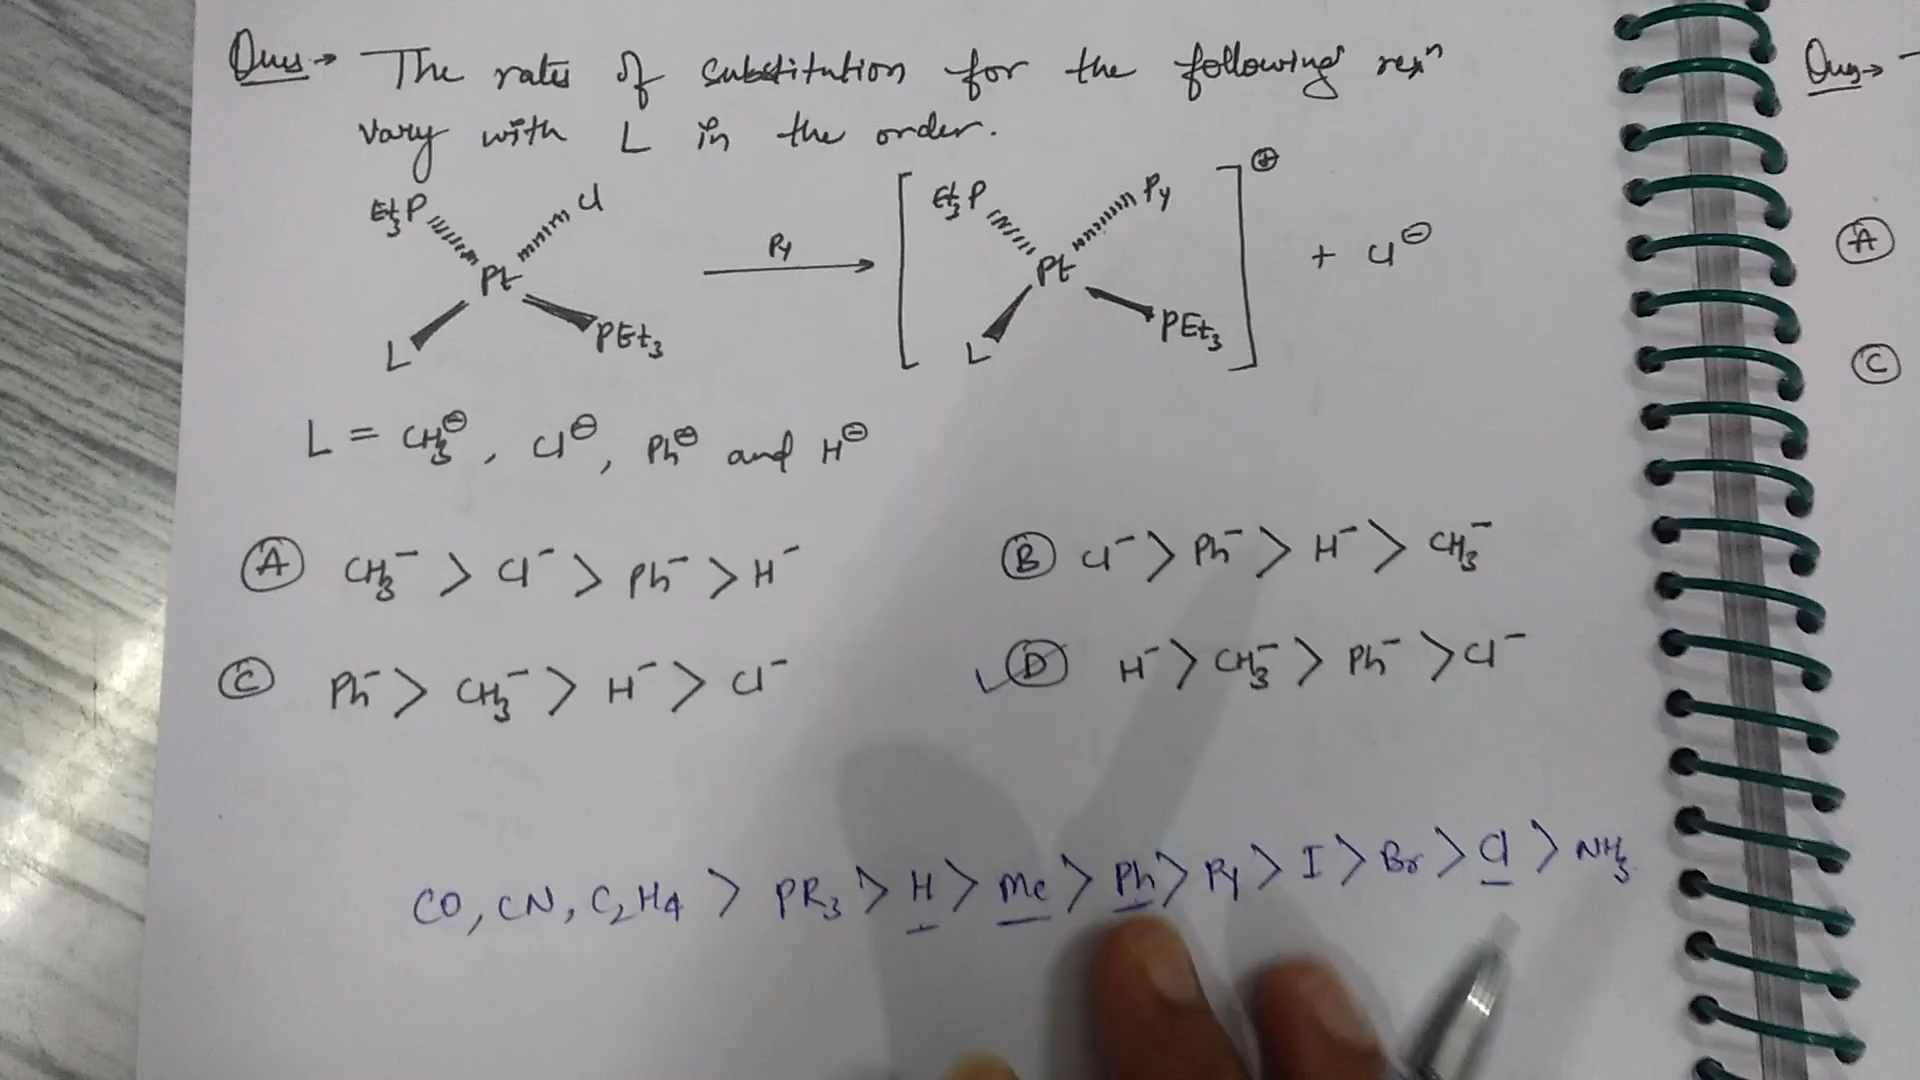 Ques → The rates of substitution for the following rexⁿ
vary with L in the order.
Et₃P Cl Pt L PEt₃ Py [ Et₃P Py Pt L PEt₃ ]⊕ + Cl⊖
L = CH₃⊖, Cl⊖, Ph⊖ and H⊖
(A) CH₃⁻ > Cl⁻ > Ph⁻ > H⁻
(B) Cl⁻ > Ph⁻ > H⁻ > CH₃⁻
(C) Ph⁻ > CH₃⁻ > H⁻ > Cl⁻
✓(D) H⁻ > CH₃⁻ > Ph⁻ > Cl⁻
CO, CN, C₂H₄ > PR₃ > H > Me > Ph > Py > I > Br > Cl > NH₃
Ques →
(A)
(C)